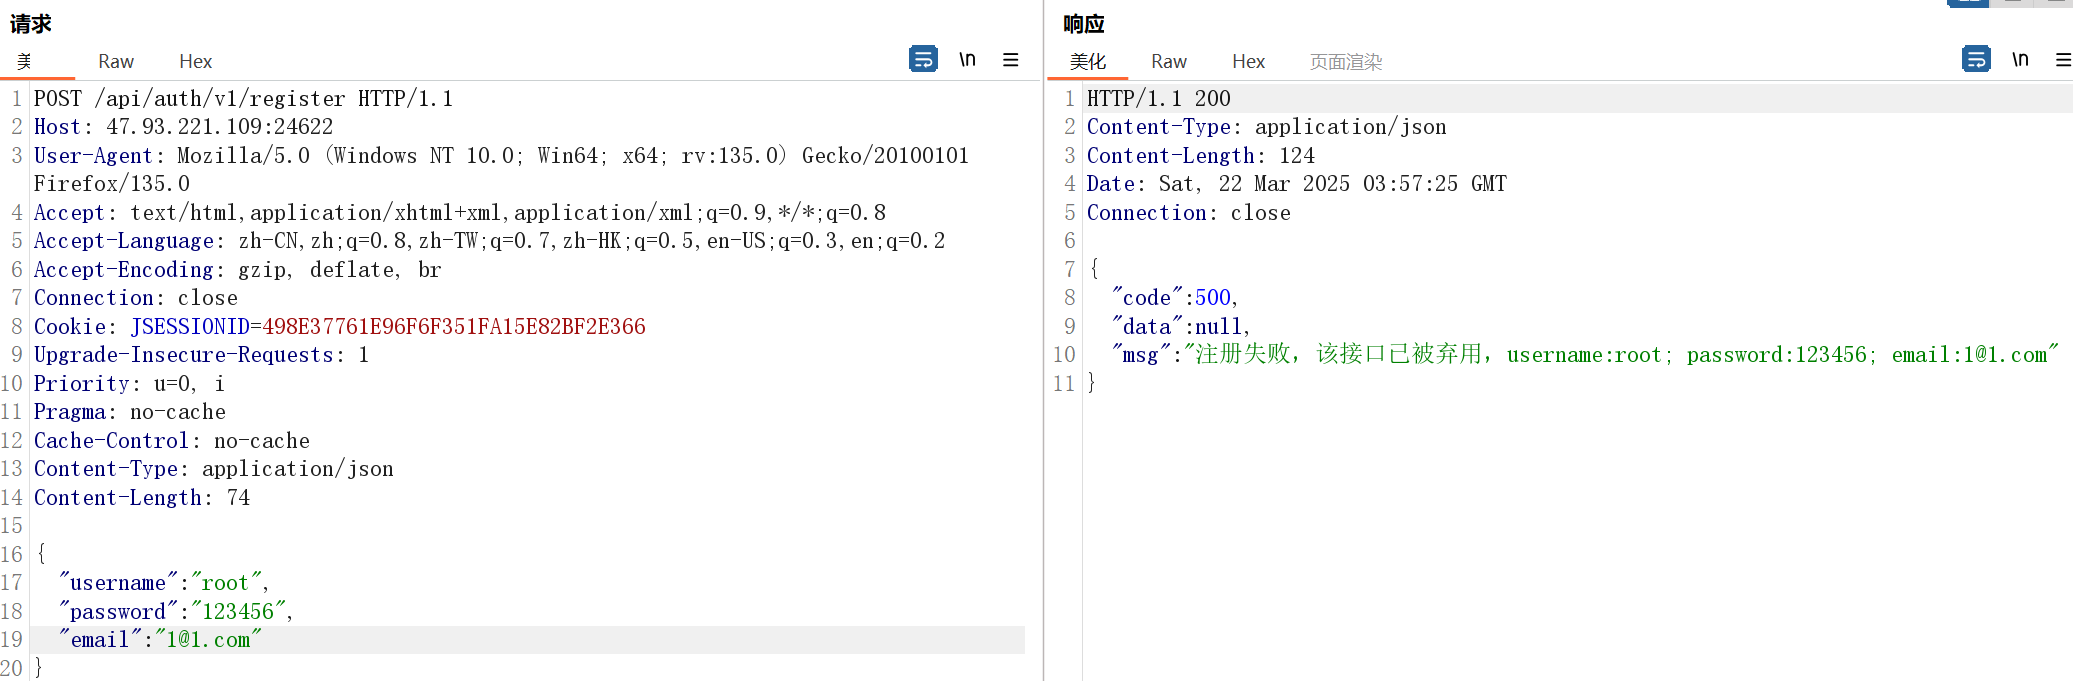 请求
Raw Hex \n
1 POST /api/auth/v1/register HTTP/1.1
2 Host: 47.93.221.109:24622
3 User-Agent: Mozilla/5.0 (Windows NT 10.0; Win64; x64; rv:135.0) Gecko/20100101
Firefox/135.0
4 Accept: text/html,application/xhtml+xml,application/xml;q=0.9,*/*;q=0.8
5 Accept-Language: zh-CN,zh;q=0.8,zh-TW;q=0.7,zh-HK;q=0.5,en-US;q=0.3,en;q=0.2
6 Accept-Encoding: gzip, deflate, br
7 Connection: close
8 Cookie: JSESSIONID=498E37761E96F6F351FA15E82BF2E366
9 Upgrade-Insecure-Requests: 1
10 Priority: u=0, i
11 Pragma: no-cache
12 Cache-Control: no-cache
13 Content-Type: application/json
14 Content-Length: 74
15
16 {
17 "username":"root",
18 "password":"123456",
19 "email":"1@1.com"
20 }
响应
美化 Raw Hex 页面渲染 \n
1 HTTP/1.1 200
2 Content-Type: application/json
3 Content-Length: 124
4 Date: Sat, 22 Mar 2025 03:57:25 GMT
5 Connection: close
6
7 {
8 "code":500,
9 "data":null,
10 "msg":"注册失败，该接口已被弃用，username:root; password:123456; email:1@1.com"
11 }